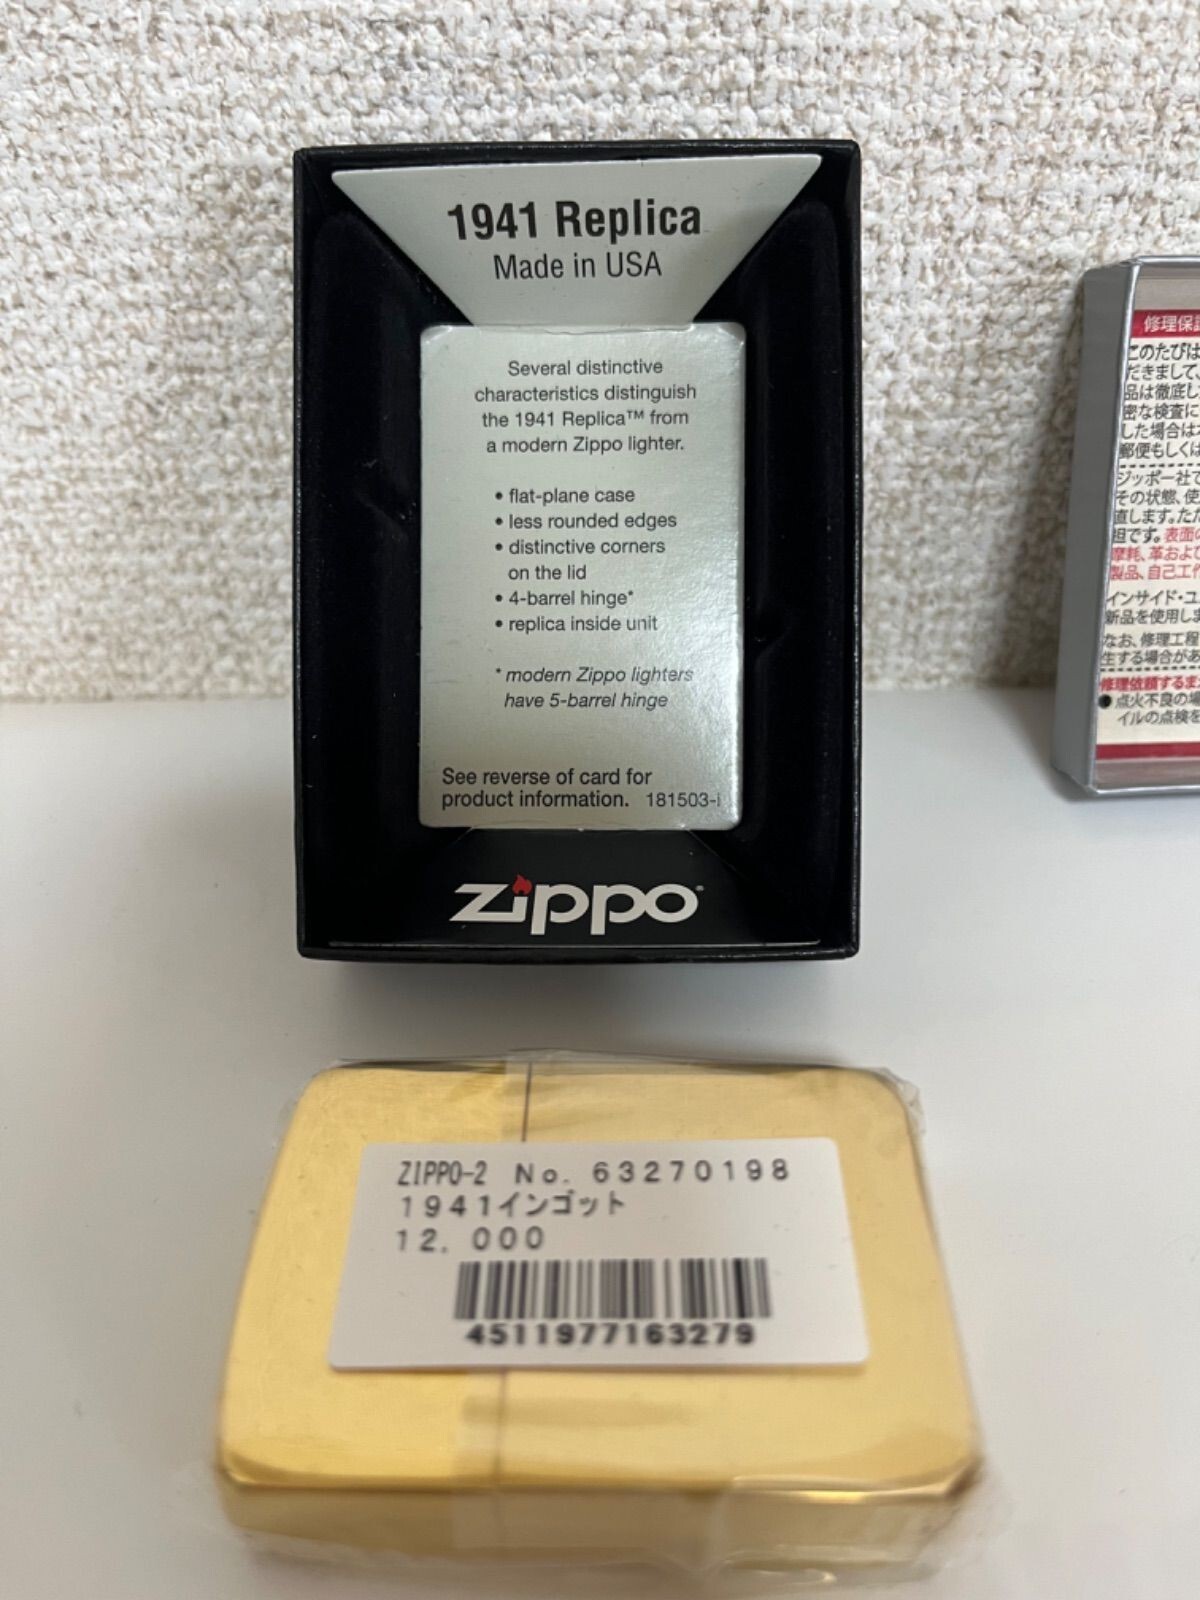 1941 Replica
Made in USA
Several distinctive
characteristics distinguish
the 1941 Replica™ from
a modern Zippo lighter.
• flat-plane case
• less rounded edges
• distinctive corners
on the lid
• 4-barrel hinge*
• replica inside unit
* modern Zippo lighters
have 5-barrel hinge
See reverse of card for
product information. 181503-i
zippo
ZIPPO-2 No. 63270198
1941インゴット
12,000
4511977163279
修理保証
このたびは
だきまして、
品は徹底し
密な検査に
した場合は
郵便もしくは
ジッポー社で
その状態、使
直します。ただ
担です。表面の
摩耗、革およ
製品、自己工作
インサイド・ユ
新品を使用しま
なお、修理工程
生する場合があ
修理依頼するま
● 点火不良の場
イルの点検を